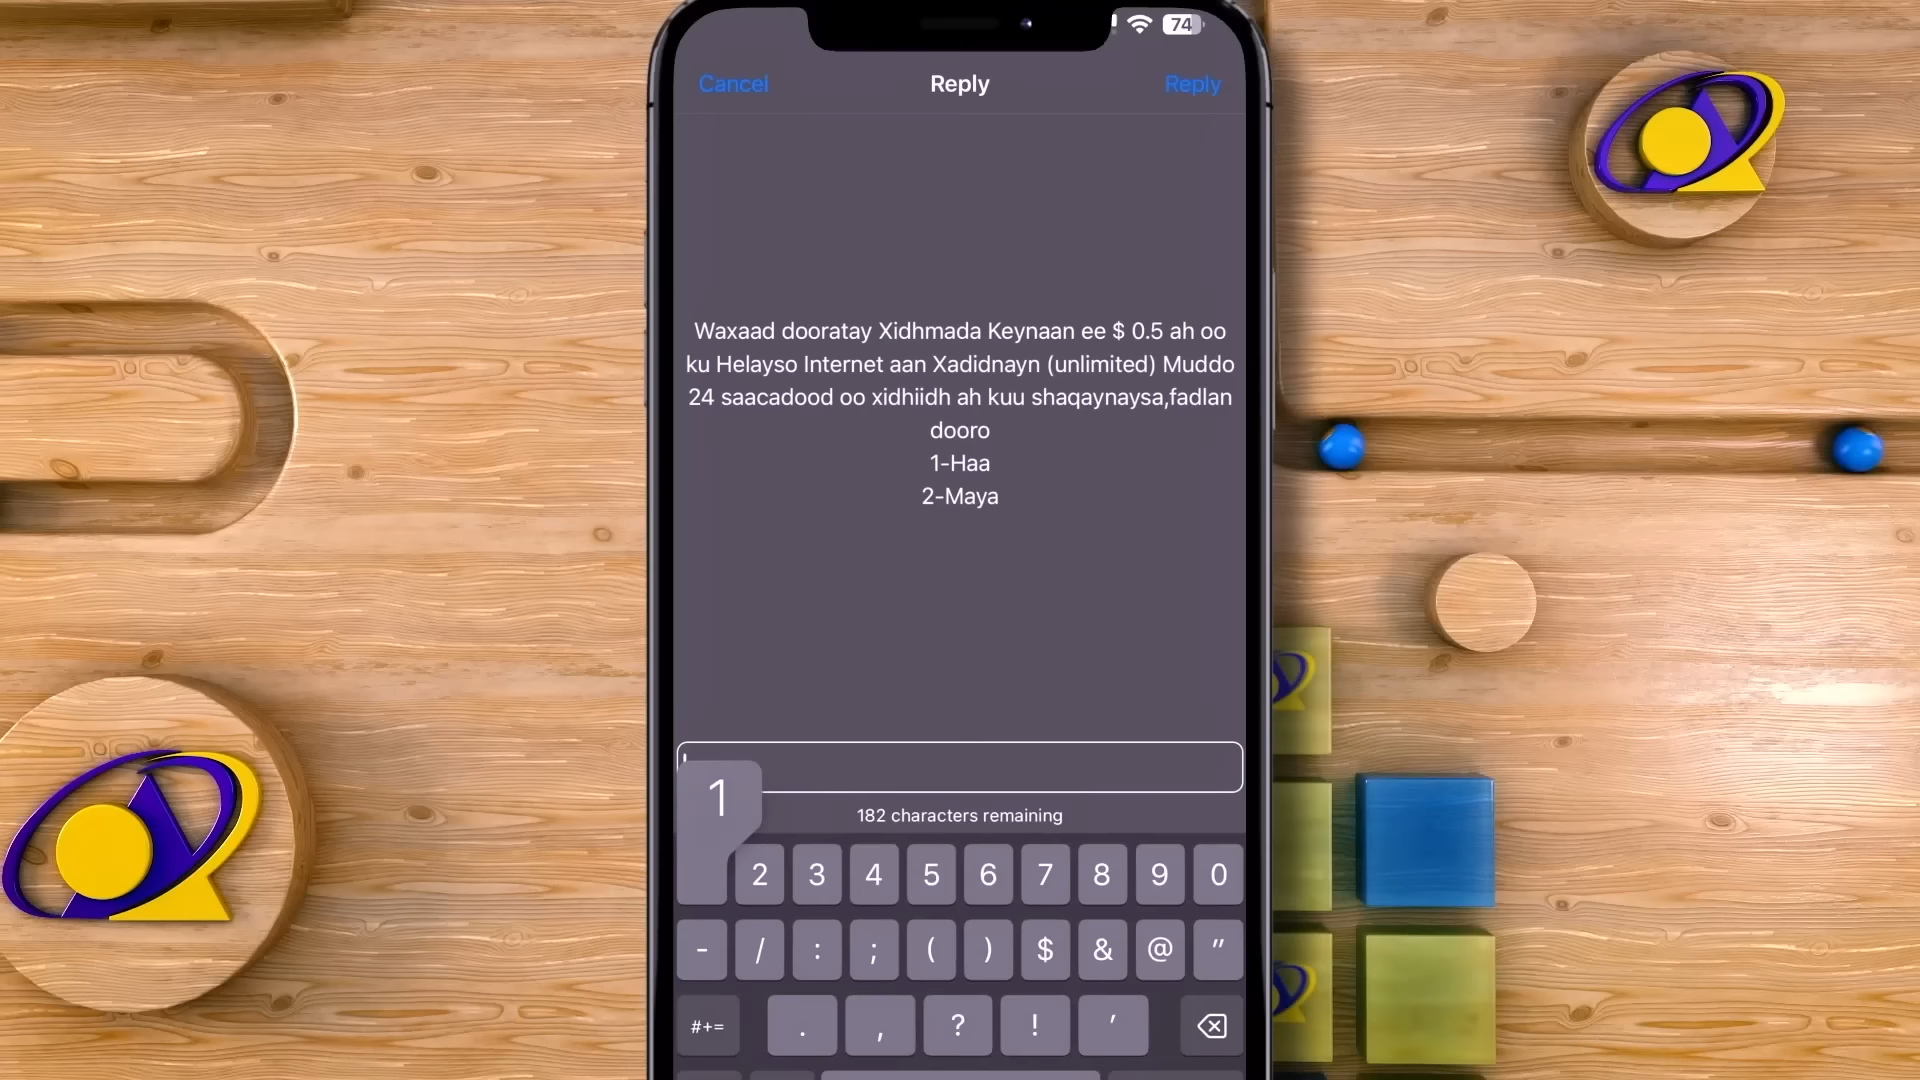 74
Cancel
Reply
Reply
Waxaad dooratay Xidhmada Keynaan ee $ 0.5 ah oo
ku Helayso Internet aan Xadidnayn (unlimited) Muddo
24 saacadood oo xidhiidh ah kuu shaqaynaysa,fadlan
dooro
1-Haa
2-Maya
182 characters remaining
1 2 3 4 5 6 7 8 9 0
- / : ; ( ) $ & @ "
#+= . , ? ! '